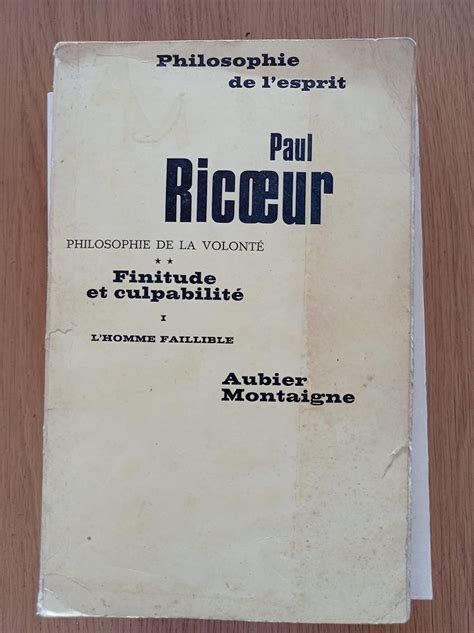 Philosophie
de l'esprit
Paul
Ricœur
PHILOSOPHIE DE LA VOLONTÉ
★ ★
Finitude
et culpabilité
I
L'HOMME FAILLIBLE
Aubier
Montaigne